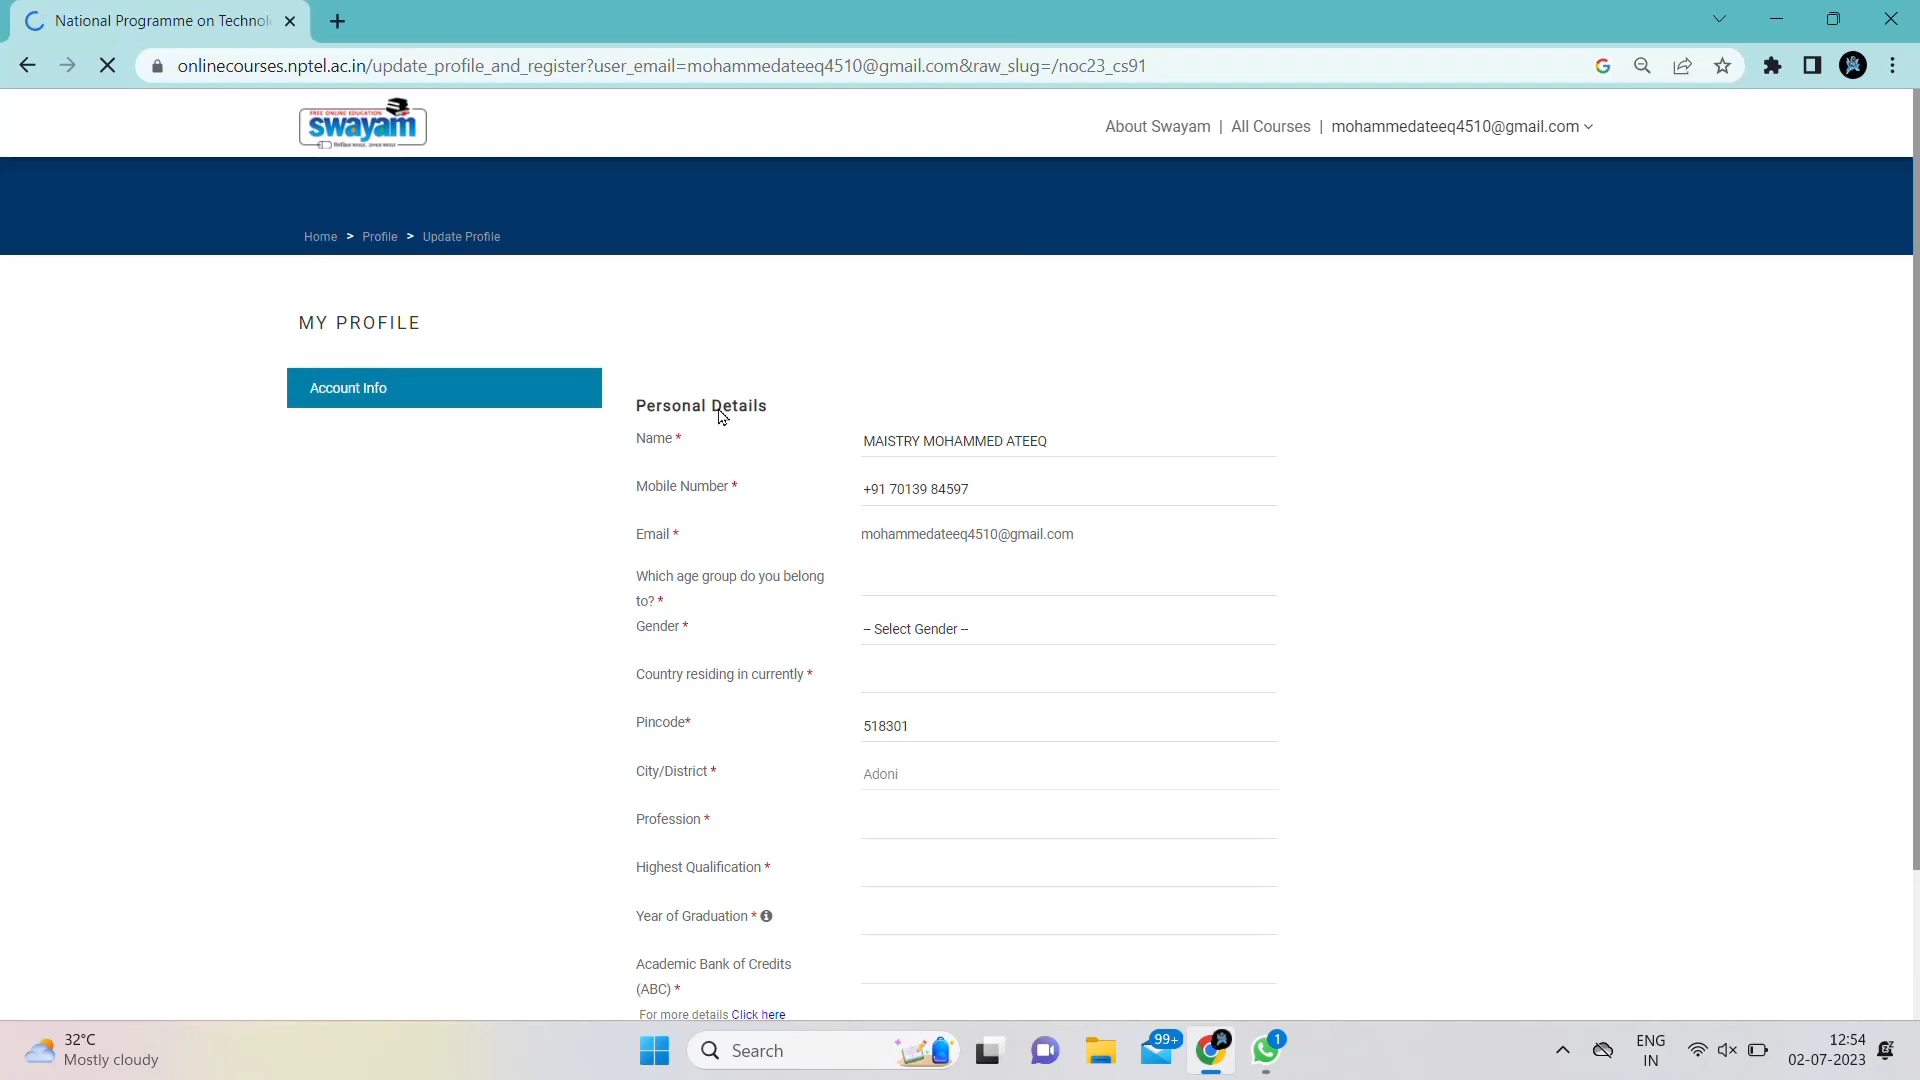 National Programme on Technol
onlinecourses.nptel.ac.in/update_profile_and_register?user_email=mohammedateeq4510@gmail.com&raw_slug=/noc23_cs91
FREE ONLINE EDUCATION
swayam
About Swayam | All Courses | mohammedateeq4510@gmail.com
Home > Profile > Update Profile
MY PROFILE
Account Info
Personal Details
Name *
MAISTRY MOHAMMED ATEEQ
Mobile Number *
+91 70139 84597
Email *
mohammedateeq4510@gmail.com
Which age group do you belong
to? *
Gender *
-- Select Gender --
Country residing in currently *
Pincode*
518301
City/District *
Adoni
Profession *
Highest Qualification *
Year of Graduation *
Academic Bank of Credits
(ABC) *
For more details Click here
32°C
Mostly cloudy
Search
99+
1
ENG
IN
12:54
02-07-2023